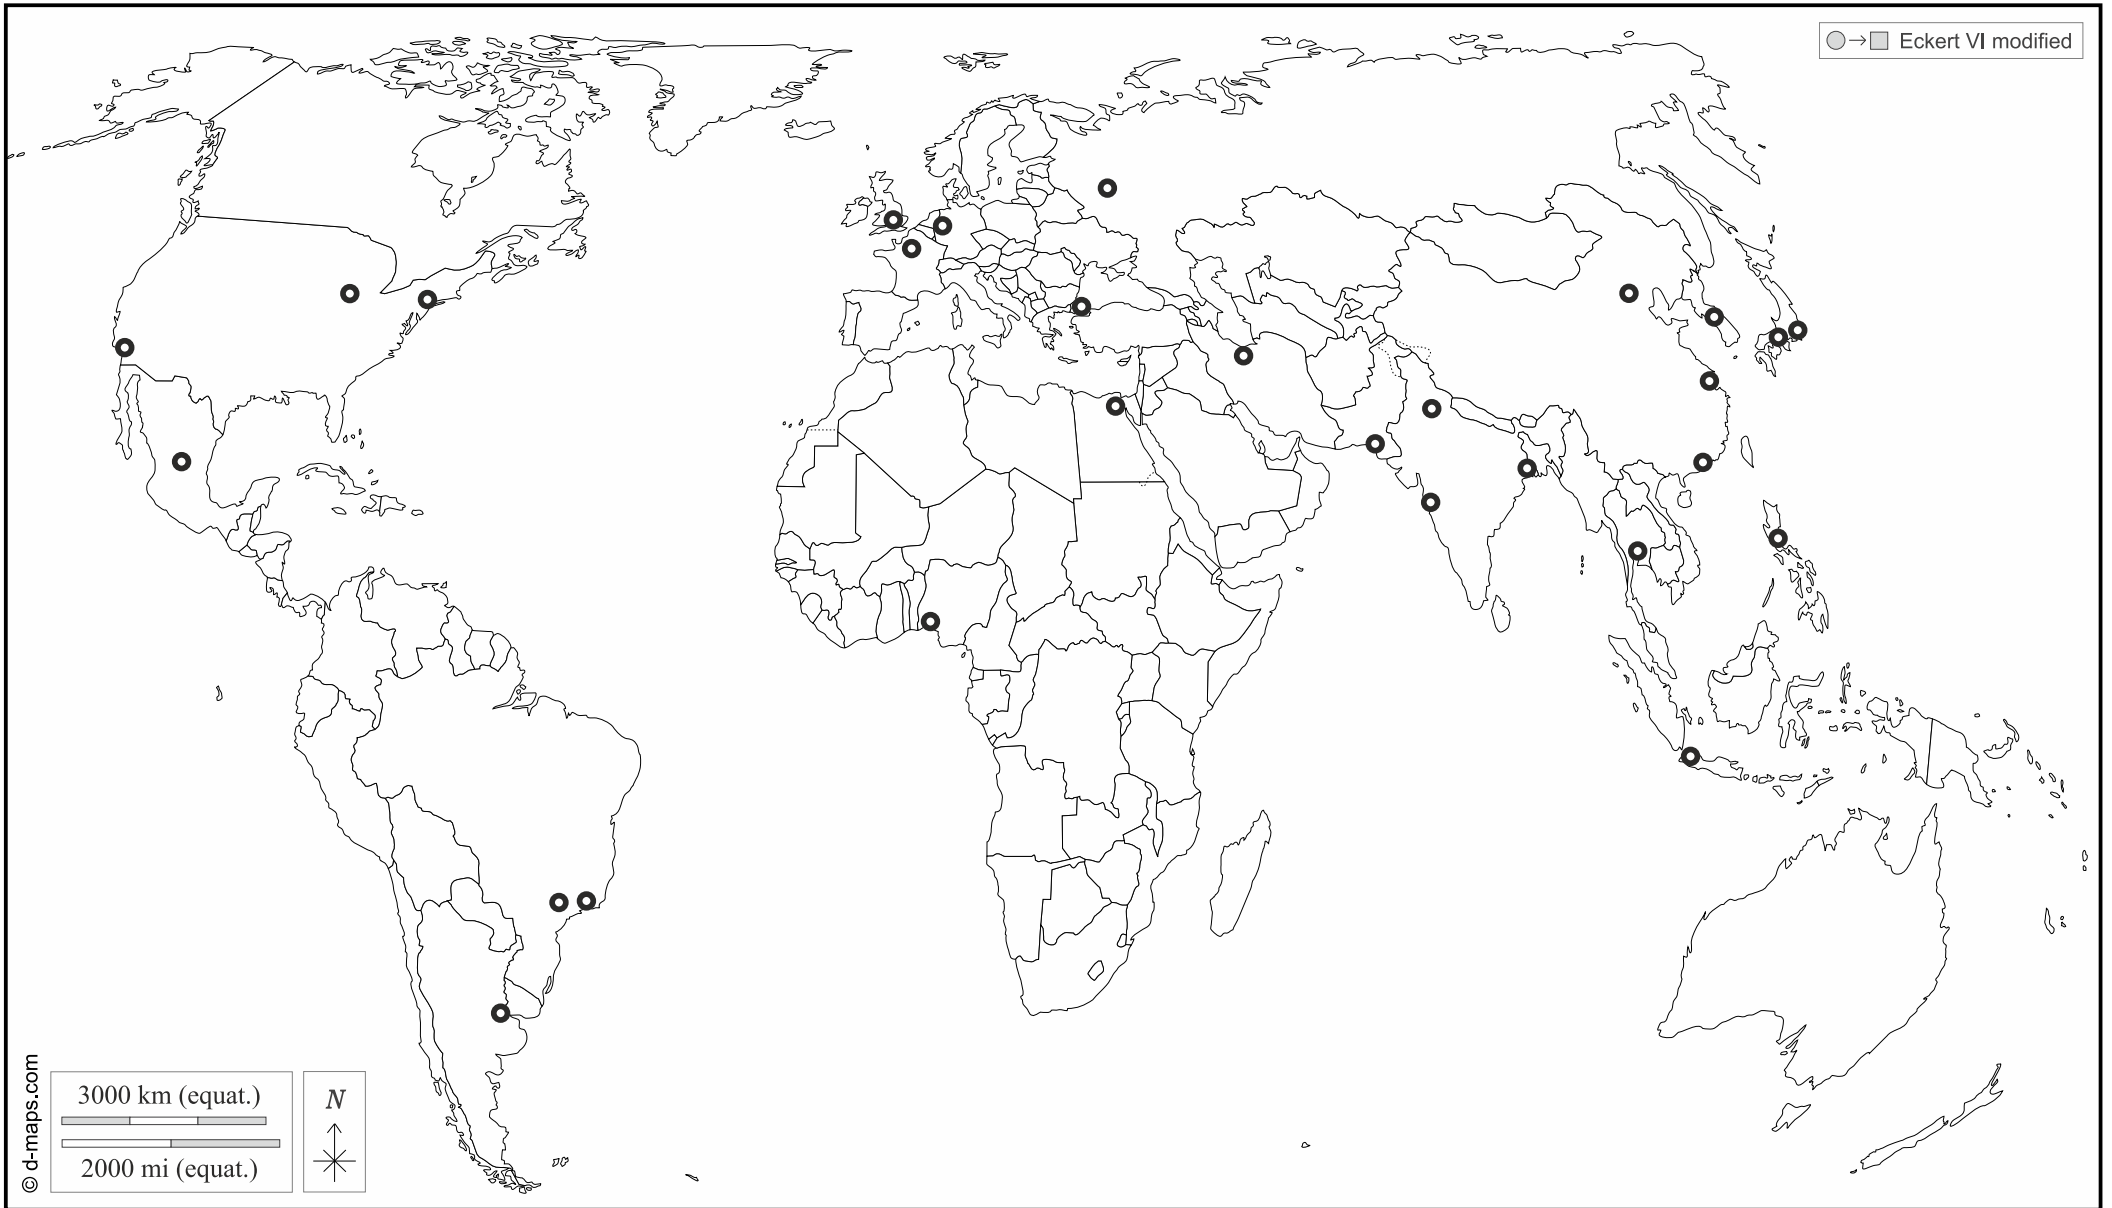 Eckert VI modified
© d-maps.com
3000 km (equat.)
2000 mi (equat.)
N